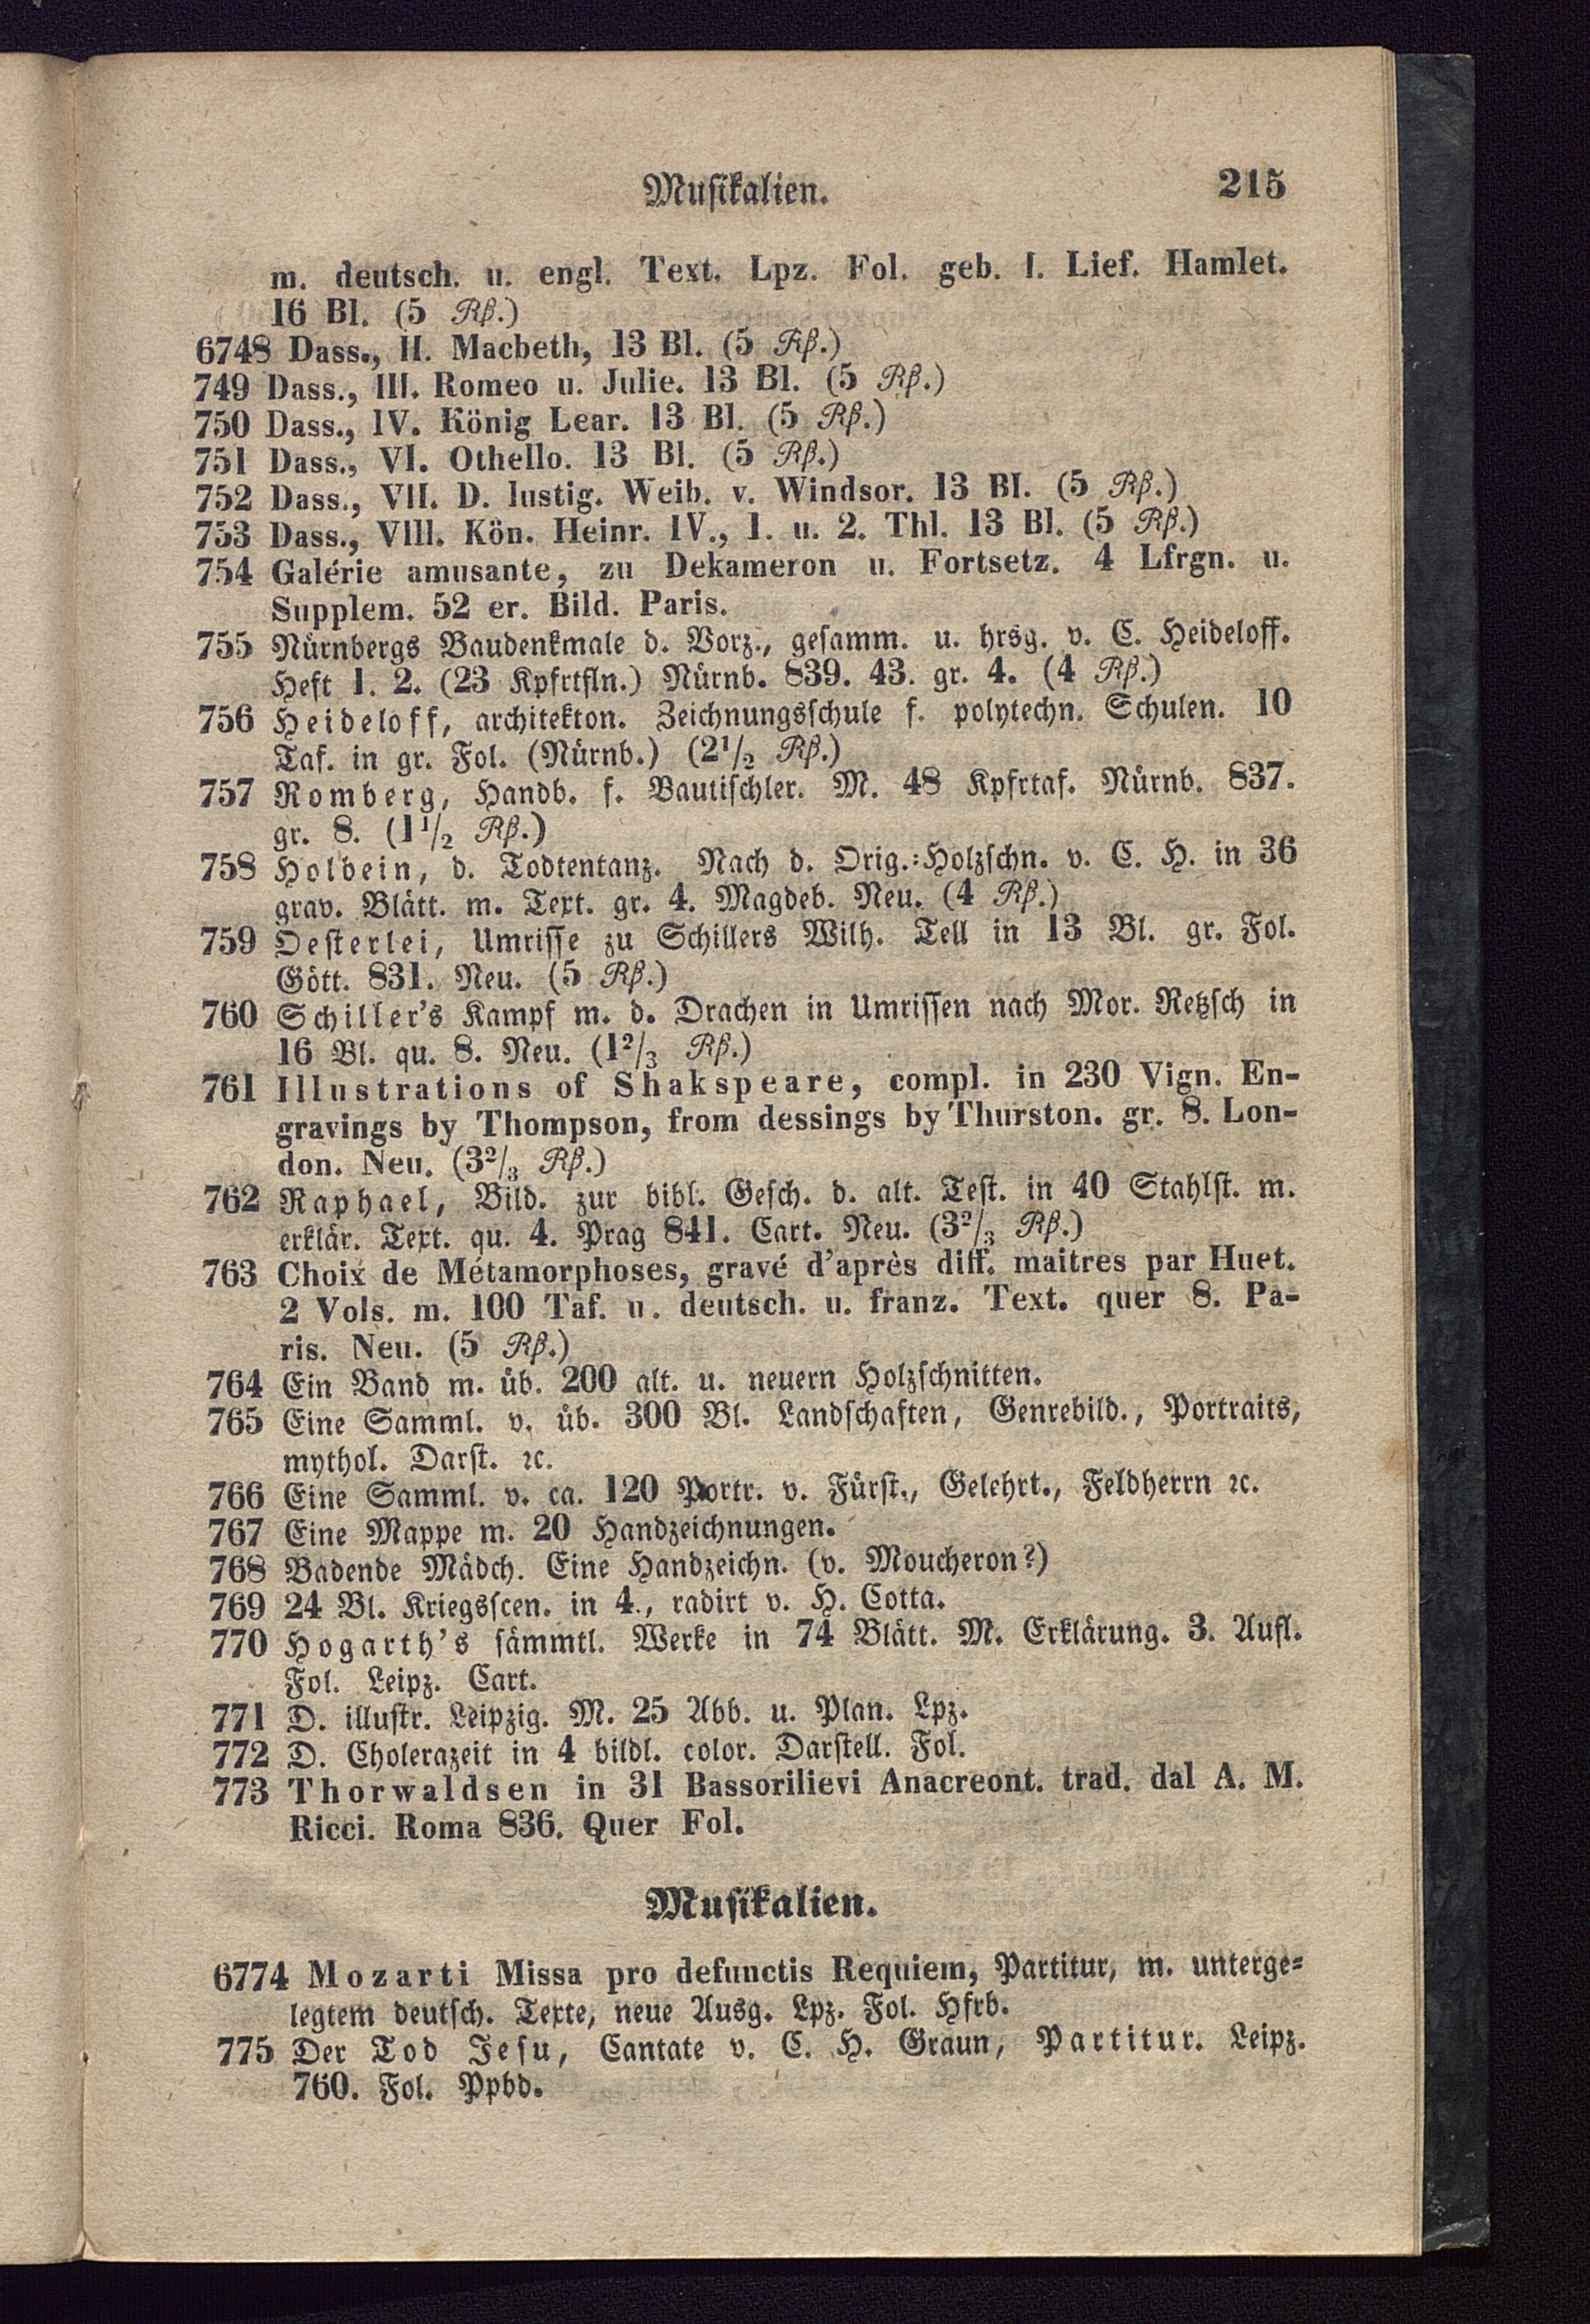 Musikalien. 215
m. deutsch. u. engl. Text. Lpz. Fol. geb. I. Lief. Hamlet.
16 Bl. (5 Rß.)
6748 Dass., II. Macbeth, 13 Bl. (5 Rß.)
749 Dass., III. Romeo u. Julie. 13 Bl. (5 Rß.)
750 Dass., IV. König Lear. 13 Bl. (5 Rß.)
751 Dass., VI. Othello. 13 Bl. (5 Rß.)
752 Dass., VII. D. lustig. Weib. v. Windsor. 13 Bl. (5 Rß.)
753 Dass., VIII. Kön. Heinr. IV., 1. u. 2. Thl. 13 Bl. (5 Rß.)
754 Galérie amusante, zu Dekameron u. Fortsetz. 4 Lfrgn. u.
Supplem. 52 er. Bild. Paris.
755 Nürnbergs Baudenkmale d. Vorz., gesamm. u. hrsg. v. C. Heideloff.
Heft 1. 2. (23 Kpfrtfln.) Nürnb. 839. 43. gr. 4. (4 Rß.)
756 Heideloff, architekton. Zeichnungsschule f. polytechn. Schulen. 10
Taf. in gr. Fol. (Nürnb.) (2¹/₂ Rß.)
757 Romberg, Handb. f. Bautischler. M. 48 Kpfrtaf. Nürnb. 837.
gr. 8. (1¹/₂ Rß.)
758 Holbein, d. Todtentanz. Nach d. Orig.=Holzschn. v. C. H. in 36
grav. Blätt. m. Text. gr. 4. Magdeb. Neu. (4 Rß.)
759 Oesterlei, Umrisse zu Schillers Wilh. Tell in 13 Bl. gr. Fol.
Gött. 831. Neu. (5 Rß.)
760 Schiller's Kampf m. d. Drachen in Umrissen nach Mor. Retzsch in
16 Bl. qu. 8. Neu. (1²/₃ Rß.)
761 Illustrations of Shakspeare, compl. in 230 Vign. En-
gravings by Thompson, from dessings by Thurston. gr. 8. Lon-
don. Neu. (3²/₃ Rß.)
762 Raphael, Bild. zur bibl. Gesch. d. alt. Test. in 40 Stahlst. m.
erklär. Text. qu. 4. Prag 841. Cart. Neu. (3²/₃ Rß.)
763 Choix de Métamorphoses, gravé d'après diff. maitres par Huet.
2 Vols. m. 100 Taf. u. deutsch. u. franz. Text. quer 8. Pa-
ris. Neu. (5 Rß.)
764 Ein Band m. üb. 200 alt. u. neuern Holzschnitten.
765 Eine Samml. v. üb. 300 Bl. Landschaften, Genrebild., Portraits,
mythol. Darst. ꝛc.
766 Eine Samml. v. ca. 120 Portr. v. Fürst., Gelehrt., Feldherrn ꝛc.
767 Eine Mappe m. 20 Handzeichnungen.
768 Badende Mädch. Eine Handzeichn. (v. Moucheron?)
769 24 Bl. Kriegsscen. in 4., radirt v. H. Cotta.
770 Hogarth's sämmtl. Werke in 74 Blätt. M. Erklärung. 3. Aufl.
Fol. Leipz. Cart.
771 D. illustr. Leipzig. M. 25 Abb. u. Plan. Lpz.
772 D. Cholerazeit in 4 bildl. color. Darstell. Fol.
773 Thorwaldsen in 31 Bassorilievi Anacreont. trad. dal A. M.
Ricci. Roma 836. Quer Fol.
Musikalien.
6774 Mozarti Missa pro defunctis Requiem, Partitur, m. unterge=
legtem deutsch. Texte, neue Ausg. Lpz. Fol. Hfrb.
775 Der Tod Jesu, Cantate v. C. H. Graun, Partitur. Leipz.
760. Fol. Ppbd.